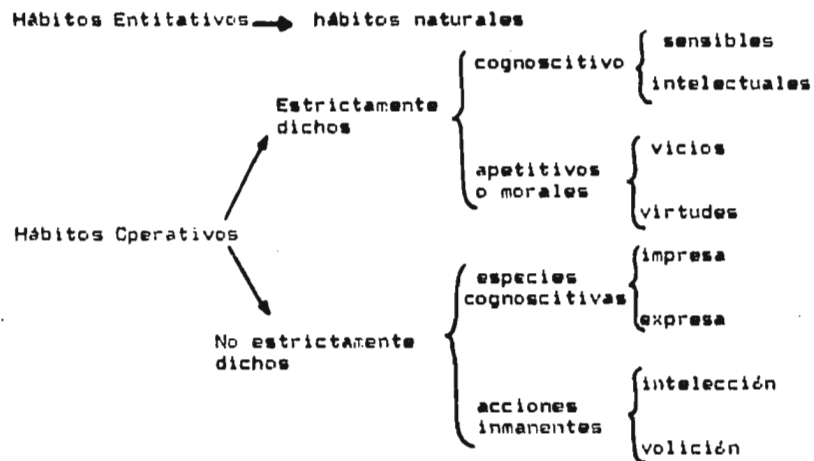 Hábitos Entitativos hábitos naturales
sensibles
cognoscitivo
intelectuales
Estrictamente
dichos
vicios
apetitivos
o morales
virtudes
Hábitos Operativos
impresa
especies
cognoscitivas
expresa
No estrictamente
dichos
intelección
acciones
inmanentes
volición